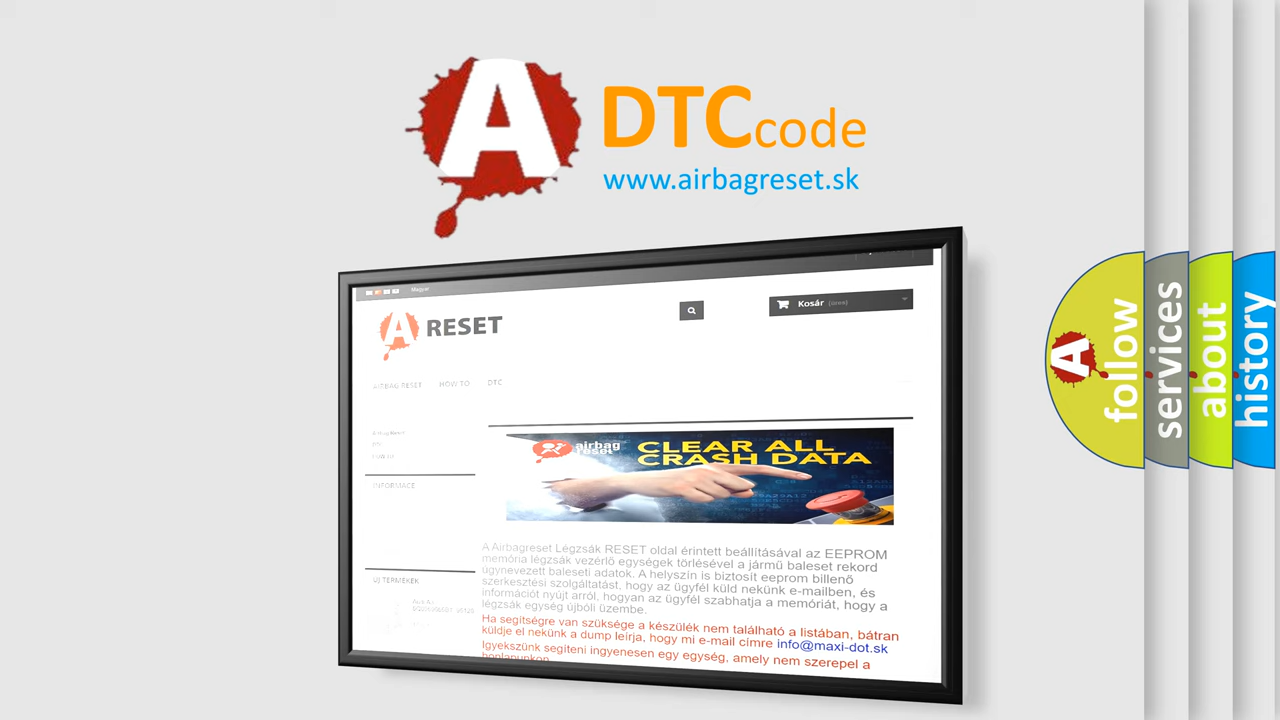 A DTCcode
www.airbagreset.sk
Magyar
A RESET
Kosár (üres)
AIRBAG RESET HOW TO DTC
airbag reset
CLEAR ALL
CRASH DATA
INFORMACE
A Airbagreset Légzsák RESET oldal érintett beállításával az EEPROM
memória légzsák vezérlő egységek törlésével a jármű baleset rekord
úgynevezett baleseti adatok. A helyszín is biztosít eeprom billenő
szerkesztési szolgáltatást, hogy az ügyfél küld nekünk e-mailben, és
információt nyújt arról, hogyan az ügyfél szabhatja a memóriát, hogy a
légzsák egység újbóli üzembe.
Ha segítségre van szüksége a készülék nem található a listában, bátran
küldje el nekünk a dump leírja, hogy mi e-mail címre info@maxi-dot.sk
Igyekszünk segíteni ingyenesen egy egység, amely nem szerepel a
honlapunkon
ÚJ TERMÉKEK
A follow
services
about
history